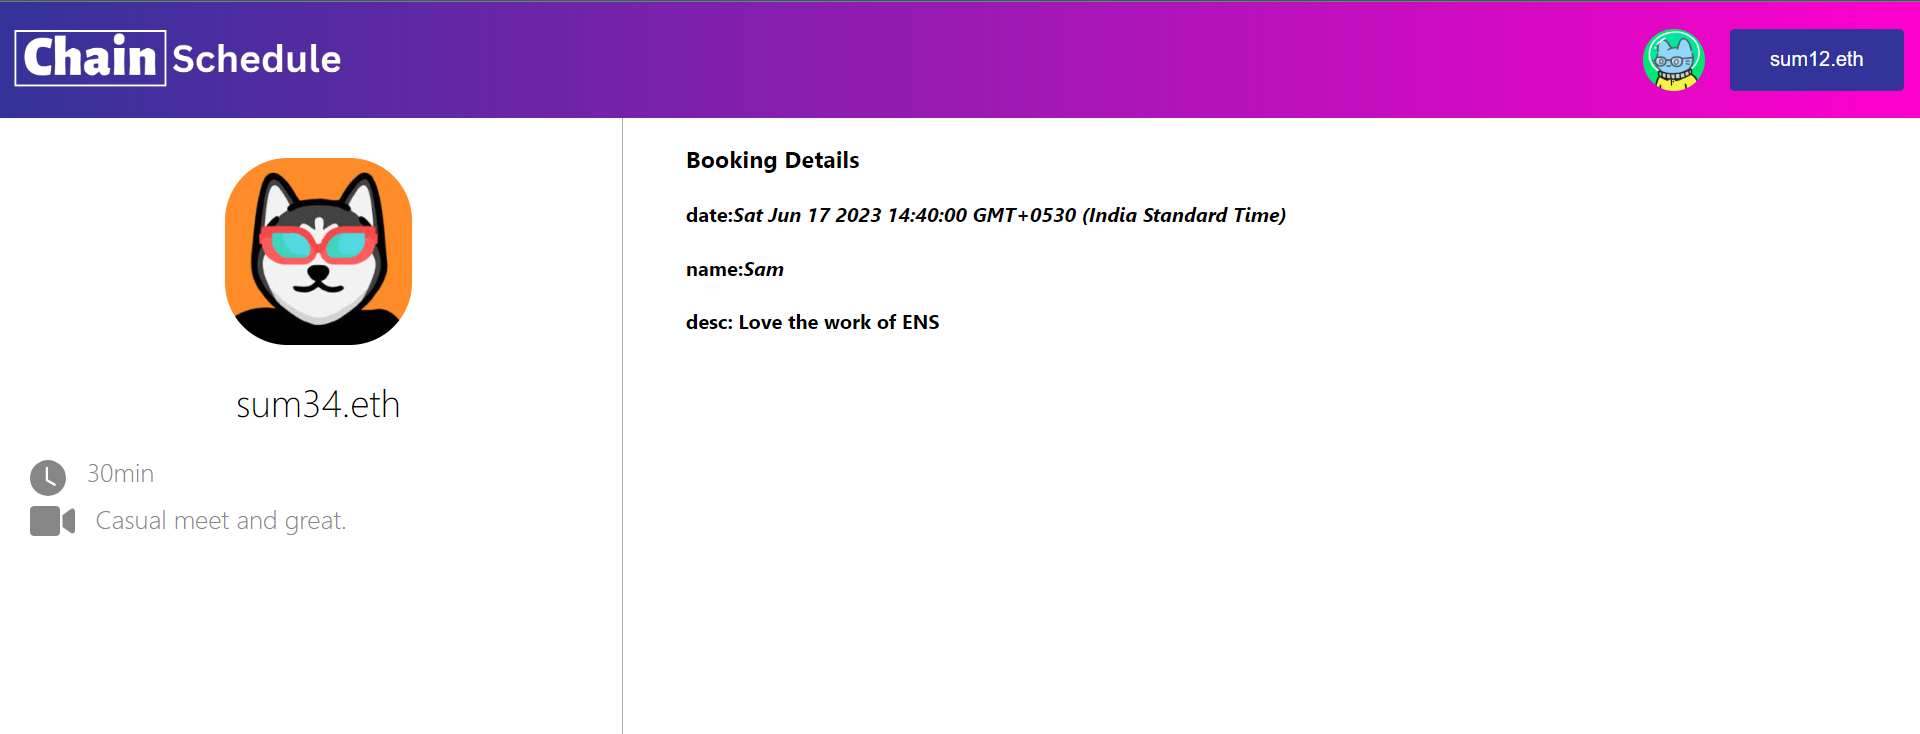 Chain Schedule
sum12.eth
sum34.eth
30min
Casual meet and great.
Booking Details
date:Sat Jun 17 2023 14:40:00 GMT+0530 (India Standard Time)
name:Sam
desc: Love the work of ENS